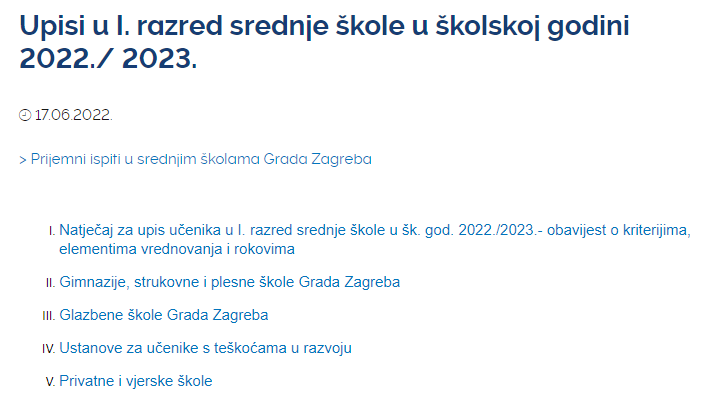 Upisi u I. razred srednje škole u školskoj godini
2022./ 2023.
17.06.2022.
> Prijemni ispiti u srednjim školama Grada Zagreba
I. Natječaj za upis učenika u I. razred srednje škole u šk. god. 2022./2023.- obavijest o kriterijima,
elementima vrednovanja i rokovima
II. Gimnazije, strukovne i plesne škole Grada Zagreba
III. Glazbene škole Grada Zagreba
IV. Ustanove za učenike s teškoćama u razvoju
V. Privatne i vjerske škole